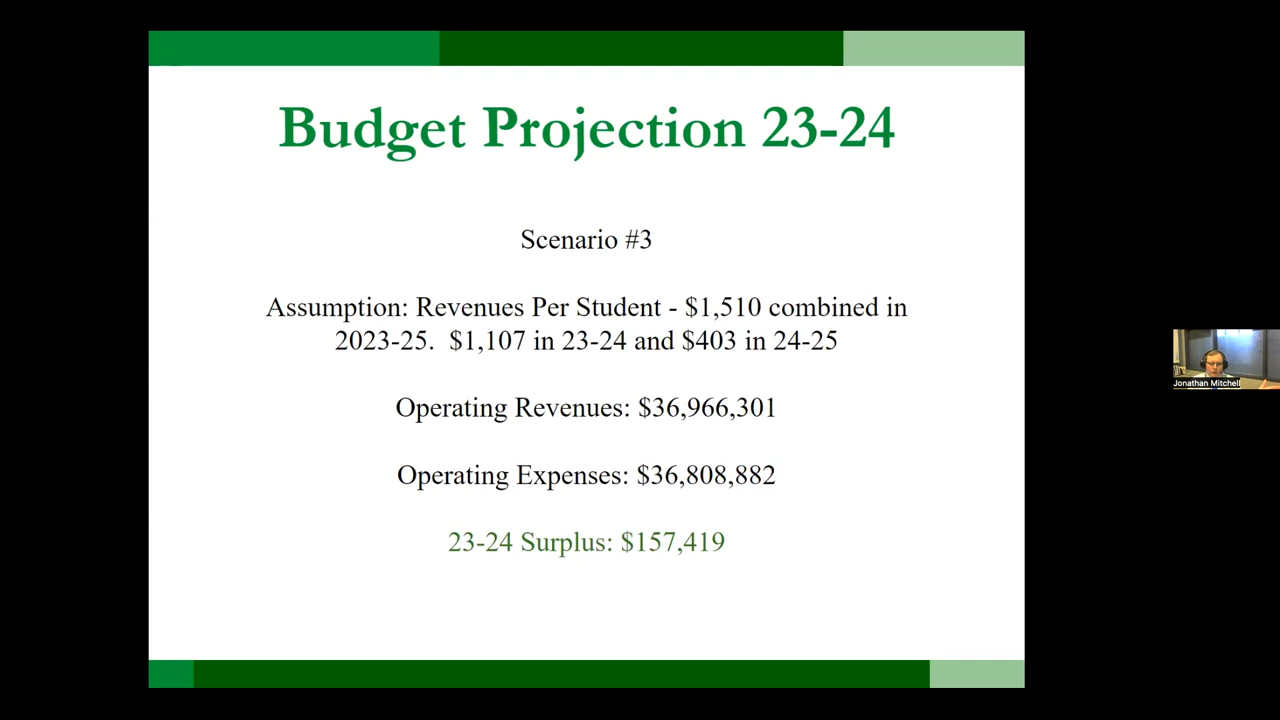 Budget Projection 23-24
Scenario #3
Assumption: Revenues Per Student - $1,510 combined in
2023-25.  $1,107 in 23-24 and $403 in 24-25
Operating Revenues: $36,966,301
Operating Expenses: $36,808,882
23-24 Surplus: $157,419
Jonathan Mitchell